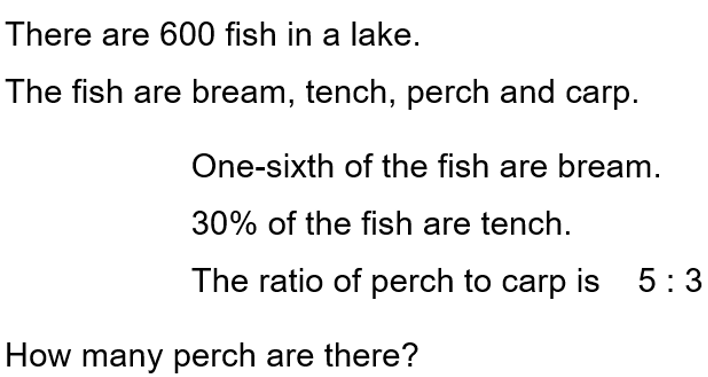 There are 600 fish in a lake.
The fish are bream, tench, perch and carp.
One-sixth of the fish are bream.
30% of the fish are tench.
The ratio of perch to carp is 5 : 3
How many perch are there?